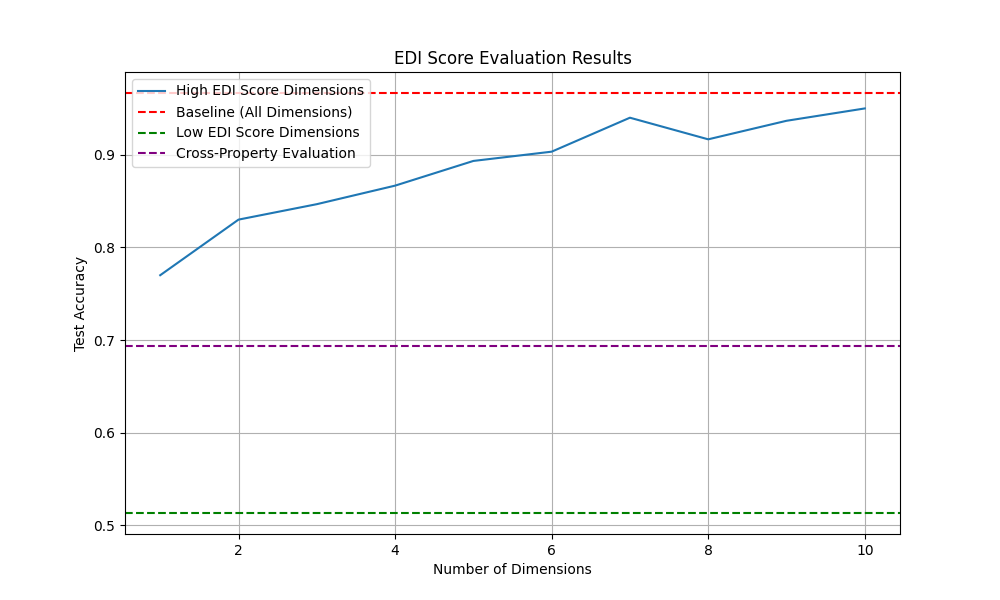 EDI Score Evaluation Results
High EDI Score Dimensions
Baseline (All Dimensions)
Low EDI Score Dimensions
Cross-Property Evaluation
Test Accuracy
0.9
0.8
0.7
0.6
0.5
2 4 6 8 10
Number of Dimensions